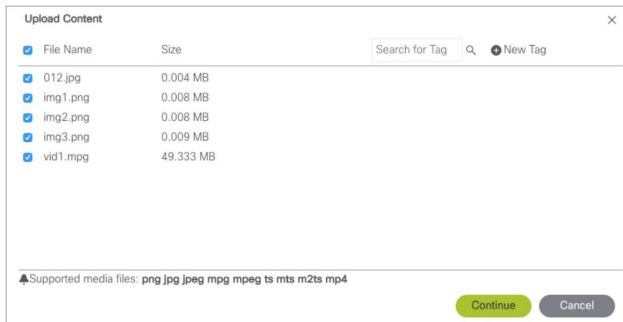 Upload Content
File Name Size Search for Tag New Tag
012.jpg 0.004 MB
img1.png 0.008 MB
img2.png 0.008 MB
img3.png 0.009 MB
vid1.mpg 49.333 MB
Supported media files: png jpg jpeg mpg mpeg ts mts m2ts mp4
Continue Cancel